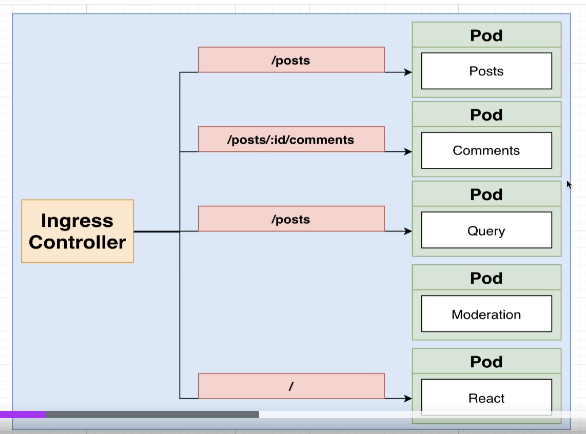 Pod
/posts
Posts
Pod
/posts/:id/comments
Comments
Pod
/posts
Ingress
Controller
Query
Pod
Moderation
Pod
/
React